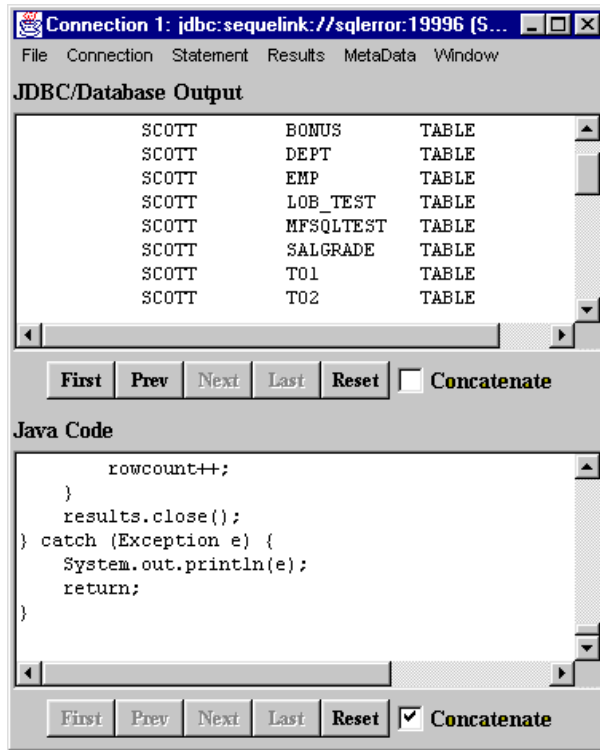 Connection 1: jdbc:sequelink://sqlerror:19996 (S...
File Connection Statement Results MetaData Window
JDBC/Database Output
SCOTT BONUS TABLE
SCOTT DEPT TABLE
SCOTT EMP TABLE
SCOTT LOB_TEST TABLE
SCOTT MFSQLTEST TABLE
SCOTT SALGRADE TABLE
SCOTT TO1 TABLE
SCOTT TO2 TABLE
First Prev Next Last Reset Concatenate
Java Code
rowcount++;
}
results.close();
} catch (Exception e) {
System.out.println(e);
return;
}
First Prev Next Last Reset Concatenate